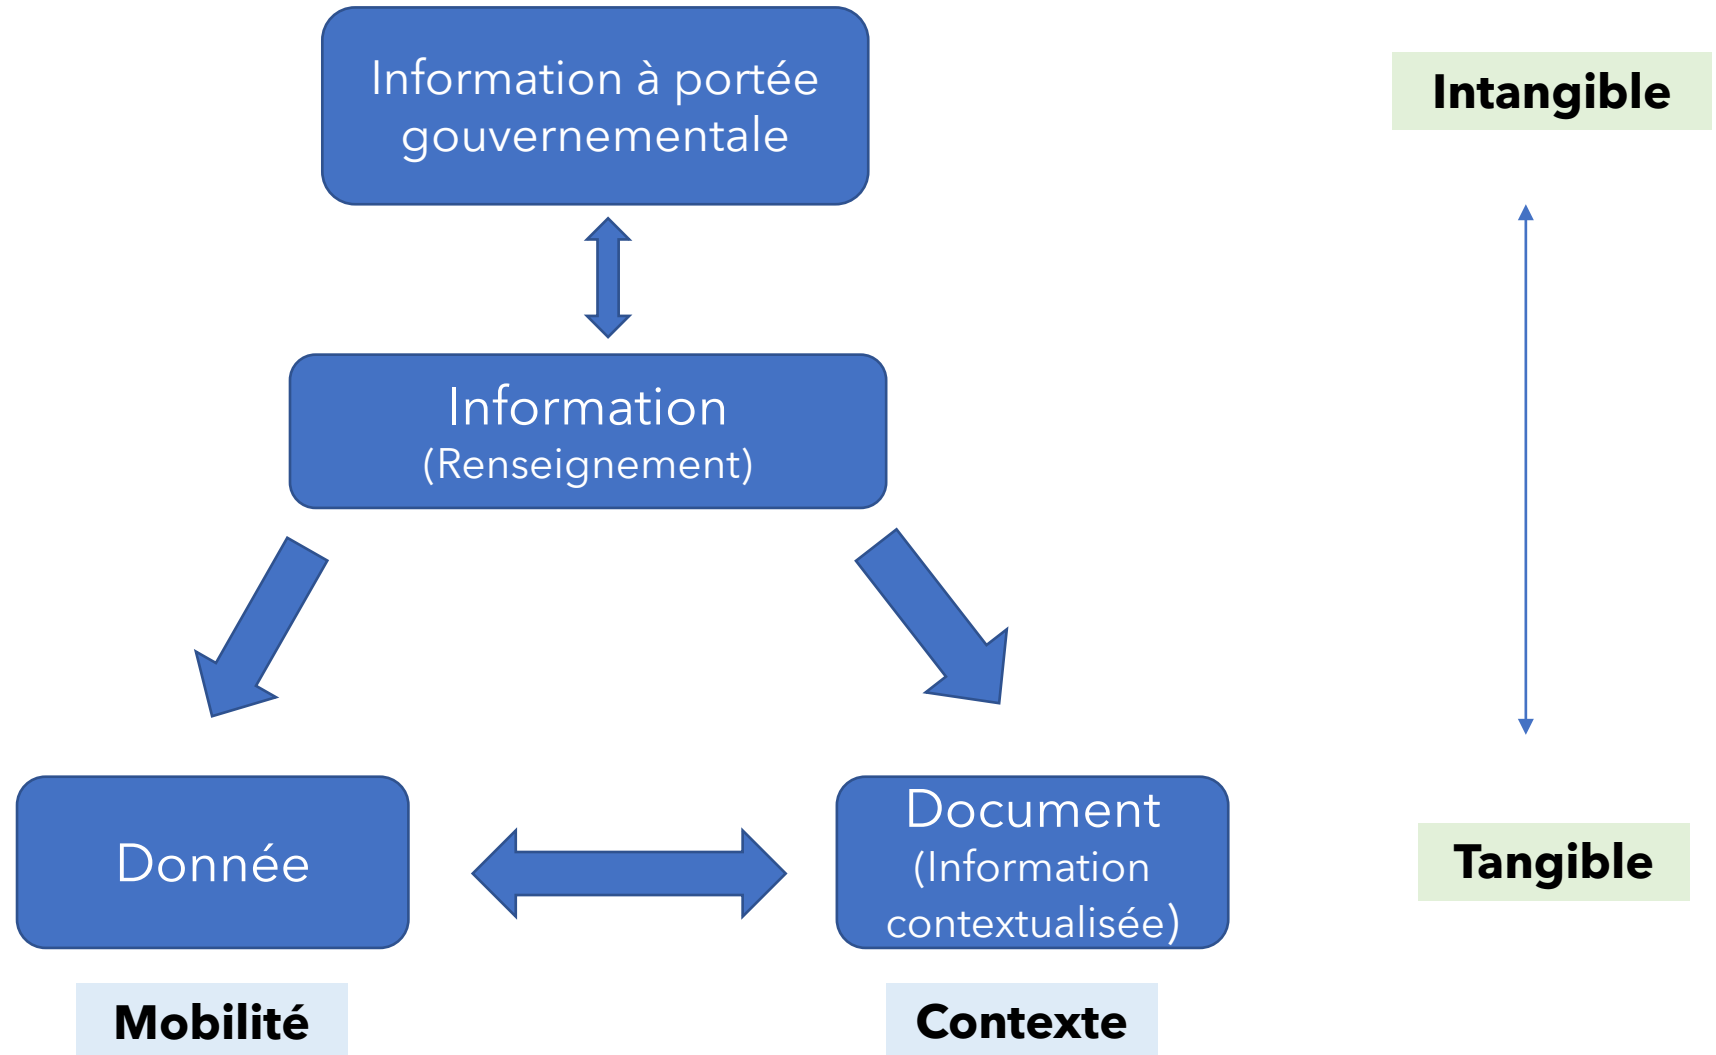 Information à portée
gouvernementale
Intangible
Information
(Renseignement)
Donnée
Document
(Information
contextualisée)
Tangible
Mobilité
Contexte